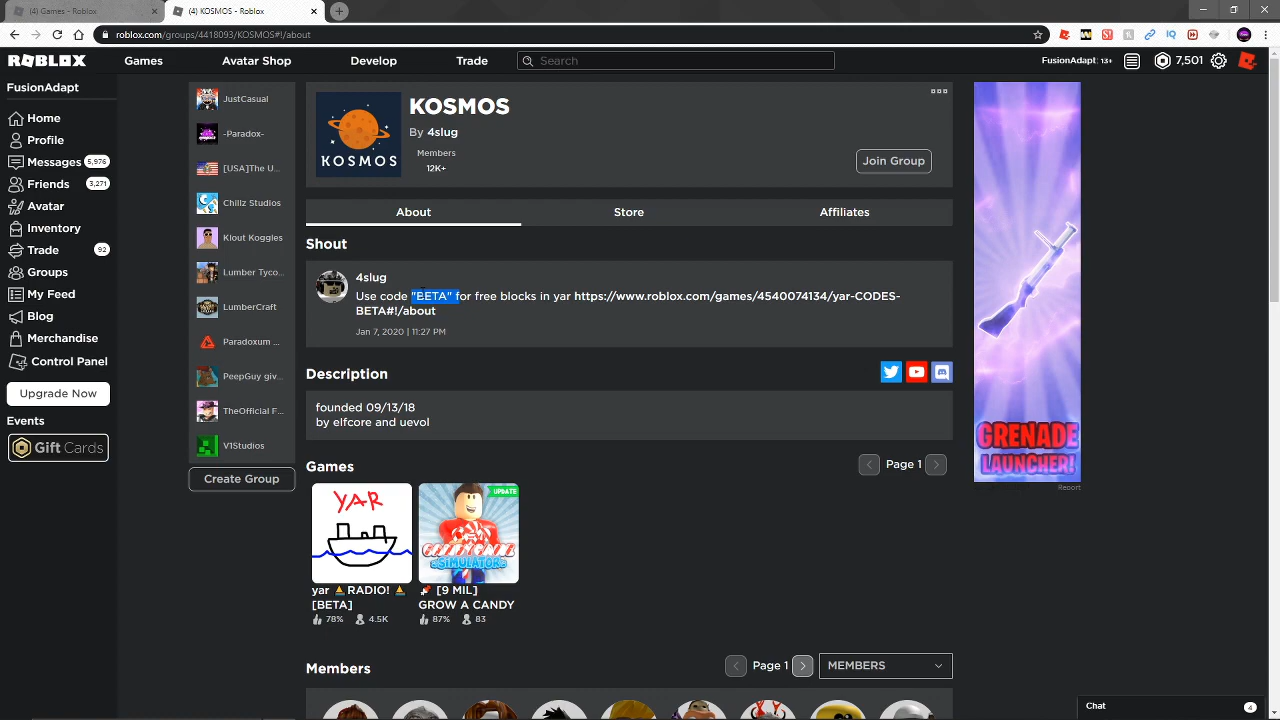 (4) Games - Roblox
(4) KOSMOS - Roblox
roblox.com/groups/4418093/KOSMOS#!/about
ROBLOX
Games
Avatar Shop
Develop
Trade
Search
FusionAdapt: 13+
7,501
FusionAdapt
Home
Profile
Messages 5,976
Friends 3,271
Avatar
Inventory
Trade 92
Groups
My Feed
Blog
Merchandise
Control Panel
Upgrade Now
Events
Gift Cards
JustCasual
-Paradox-
[USA]The U...
Chillz Studios
Klout Koggles
Lumber Tyco...
LumberCraft
Paradoxum ...
PeepGuy giv...
TheOfficial F...
V1Studios
Create Group
KOSMOS
KOSMOS
By 4slug
Members
12K+
Join Group
About
Store
Affiliates
Shout
4slug
Use code "BETA" for free blocks in yar https://www.roblox.com/games/4540074134/yar-CODES-
BETA#!/about
Jan 7, 2020 | 11:27 PM
Description
founded 09/13/18
by elfcore and uevol
Games
Page 1
YAR
UPDATE
SIMULATOR
yar RADIO!
[BETA]
78% 4.5K
[9 MIL]
GROW A CANDY
87% 83
Members
Page 1
MEMBERS
GRENADE
LAUNCHER!
Report
Chat
4